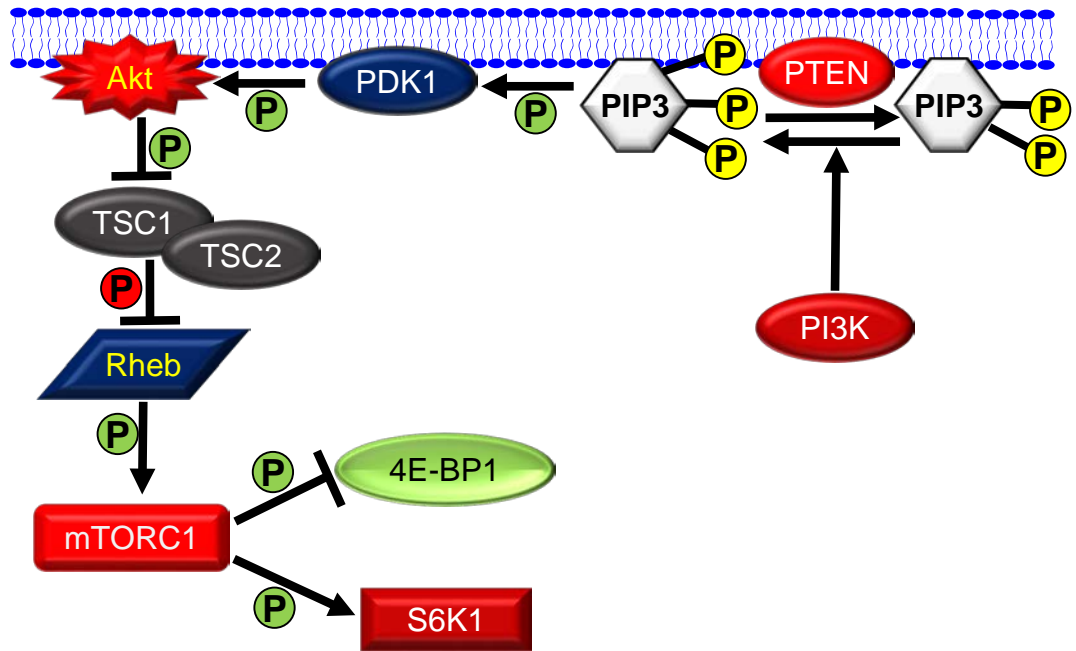 P
PTEN
Akt
PDK1
PIP3
P
PIP3
P
P
P
P
P
P
P
TSC1
TSC2
P
PI3K
Rheb
P
4E-BP1
P
mTORC1
P
S6K1